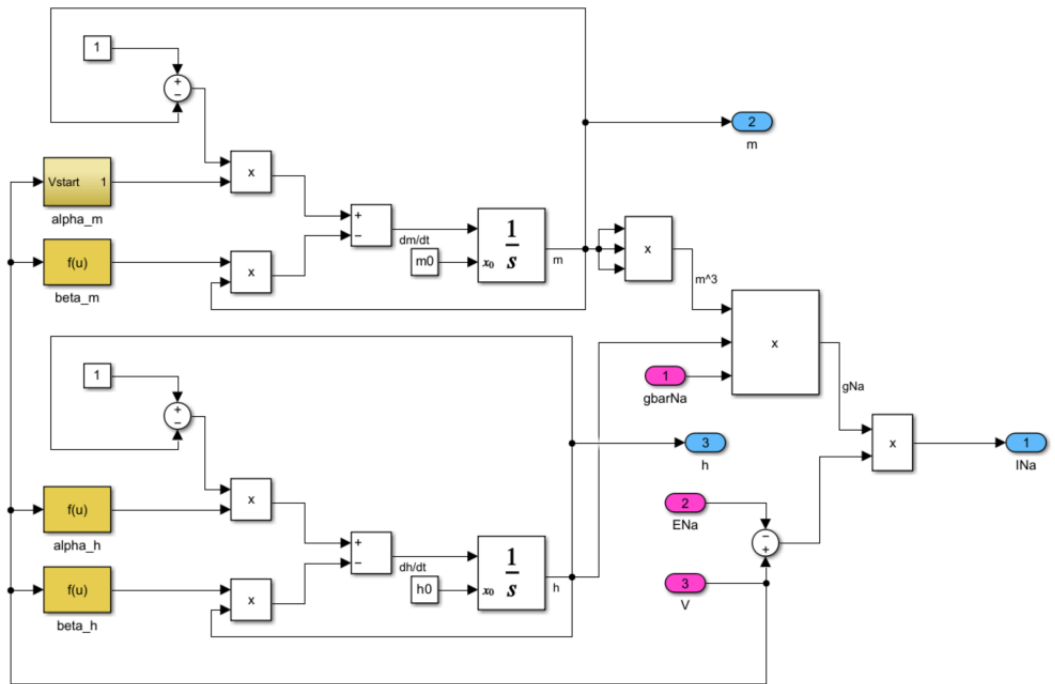 1
+
−
2
m
Vstart 1
alpha_m
x
+
−
dm/dt
m0
1
s
x₀
m
x
m^3
f(u)
beta_m
x
x
1
gbarNa
gNa
1
+
−
3
h
x
1
INa
f(u)
alpha_h
x
2
ENa
−
+
+
−
dh/dt
h0
1
s
x₀
h
3
V
f(u)
beta_h
x